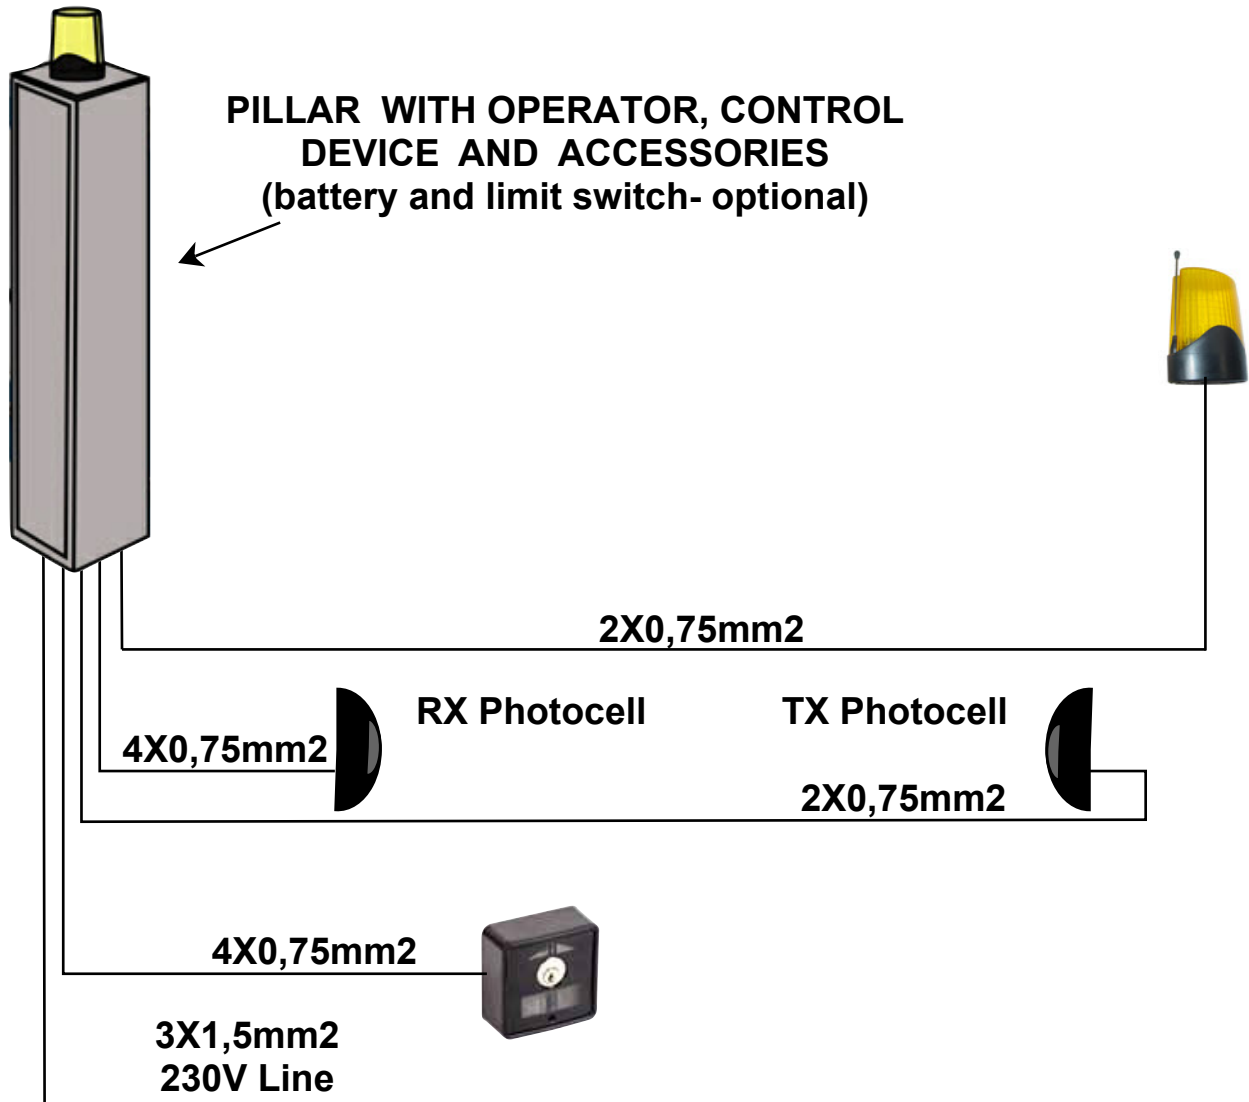 PILLAR WITH OPERATOR, CONTROL
DEVICE AND ACCESSORIES
(battery and limit switch- optional)
2X0,75mm2
RX Photocell
TX Photocell
4X0,75mm2
2X0,75mm2
4X0,75mm2
3X1,5mm2
230V Line